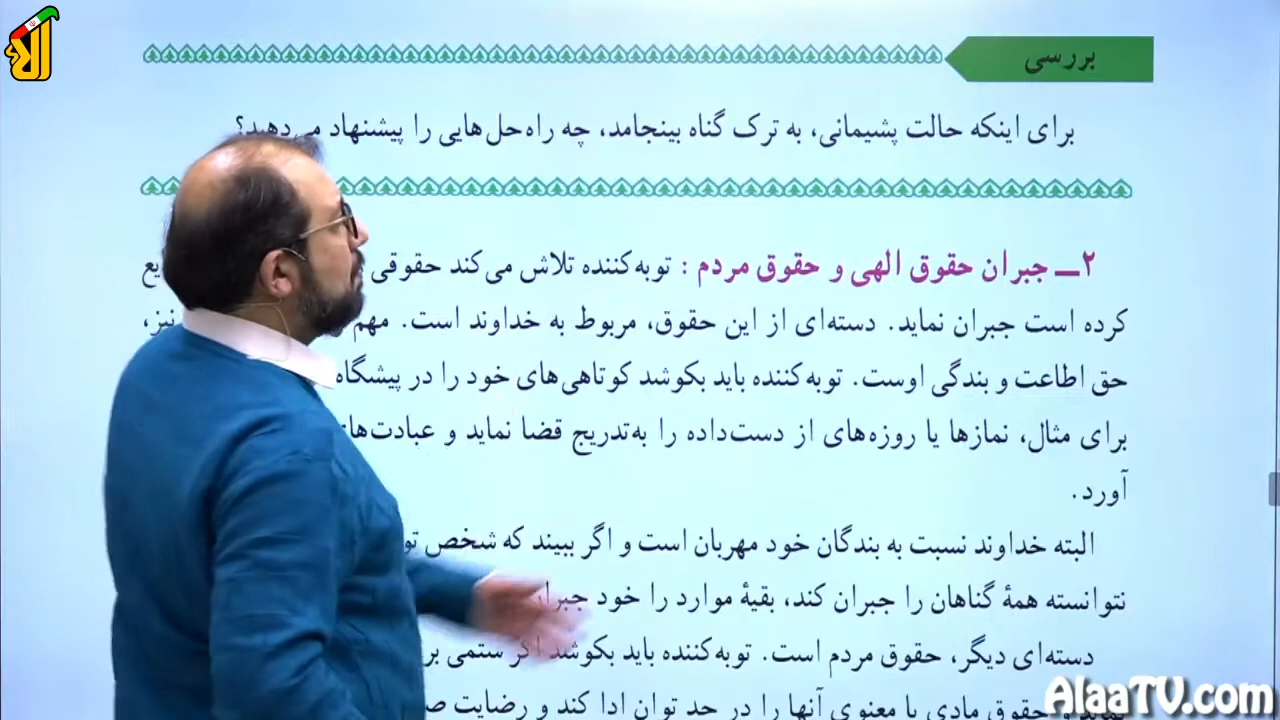 الا
بررسی
برای اینکه حالت پشیمانی، به ترک گناه بینجامد، چه راه‌حل‌هایی را پیشنهاد می‌دهید؟
۲ــ جبران حقوق الهی و حقوق مردم : توبه‌کننده تلاش می‌کند حقوقی
کرده است جبران نماید. دسته‌ای از این حقوق، مربوط به خداوند است. مهم نیز،
حق اطاعت و بندگی اوست. توبه‌کننده باید بکوشد کوتاهی‌های خود را در پیشگاه
برای مثال، نمازها یا روزه‌های از دست‌داده را به‌تدریج قضا نماید و
آورد.
البته خداوند نسبت به بندگان خود مهربان است و اگر ببیند که شخص
نتوانسته همهٔ گناهان را جبران کند، بقیهٔ موارد را خود
دسته‌ای دیگر، حقوق مردم است. توبه‌کننده باید بکوشد اگر ستمی
و حقوق مادی یا معنوی آنها را در حد توان ادا کند و رضایت
AlaaTV.com